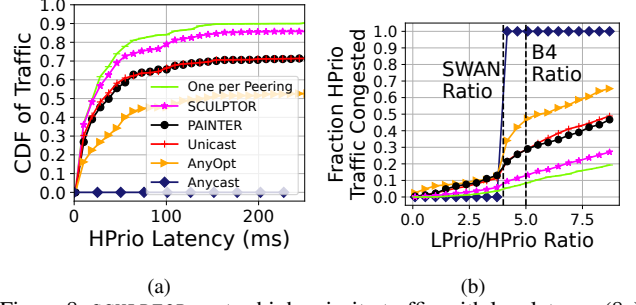 1.0
0.9
0.8
0.7
0.6
0.5
0.4
0.3
0.2
0.1
0.0
CDF of Traffic
0
100
200
HPrio Latency (ms)
One per Peering
SCULPTOR
PAINTER
Unicast
AnyOpt
Anycast
(a)
1.0
0.9
0.8
0.7
0.6
0.5
0.4
0.3
0.2
0.1
0.0
Fraction HPrio
Traffic Congested
SWAN
Ratio
B4
Ratio
0.0
2.5
5.0
7.5
LPrio/HPrio Ratio
(b)